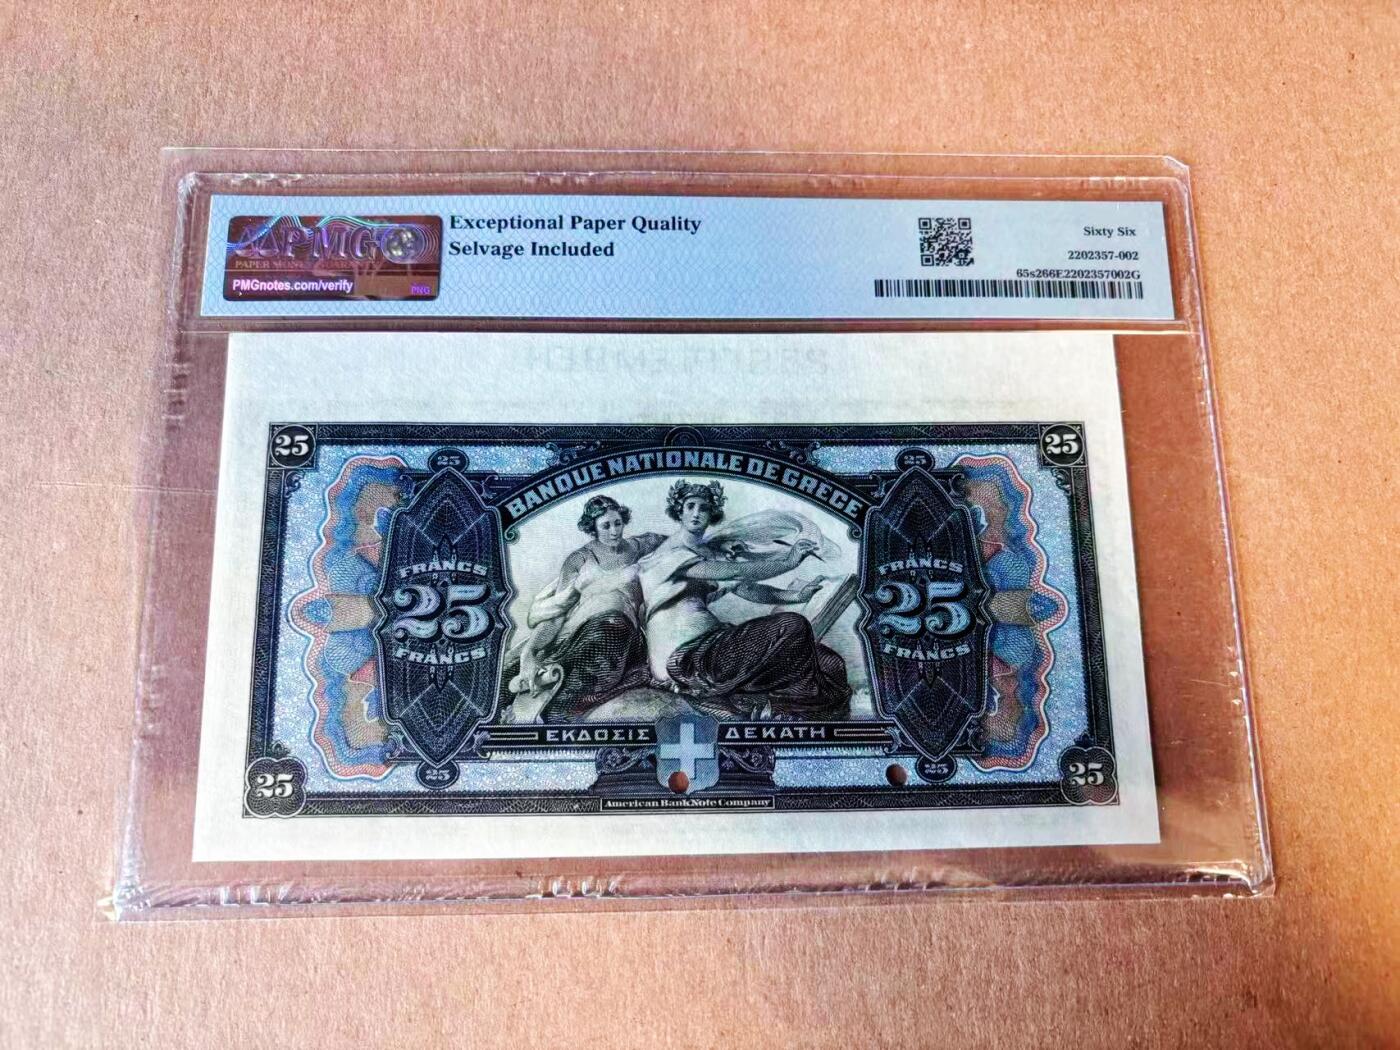 PMG
PAPER MONEY GUARANTY
PMGnotes.com/verify
PNG
Exceptional Paper Quality
Selvage Included
Sixty Six
2202357-002
65s266E2202357002G
25
25
25
25
BANQUE NATIONALE DE GRECE
FRANCS
25
FRANCS
FRANCS
25
FRANCS
ΕΚΔΟΣΙΣ ΔΕΚΑΤΗ
25
25
25
25
American Bank Note Company